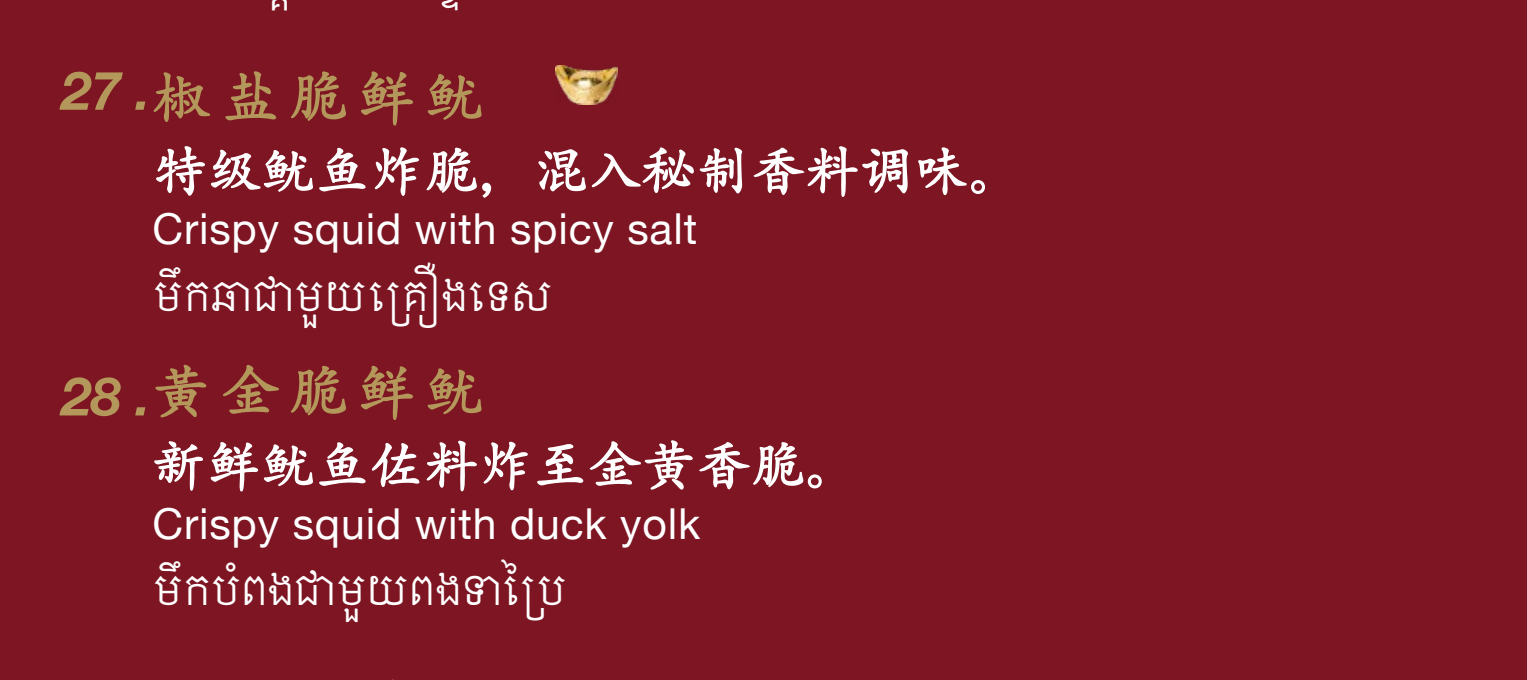 27 .椒盐脆鲜鱿
特级鱿鱼炸脆，混入秘制香料调味。
Crispy squid with spicy salt
មឹកឆាជាមួយគ្រឿងទេស
28 .黃金脆鲜鱿
新鲜鱿鱼佐料炸至金黄香脆。
Crispy squid with duck yolk
មឹកបំពងជាមួយពងទាប្រៃ